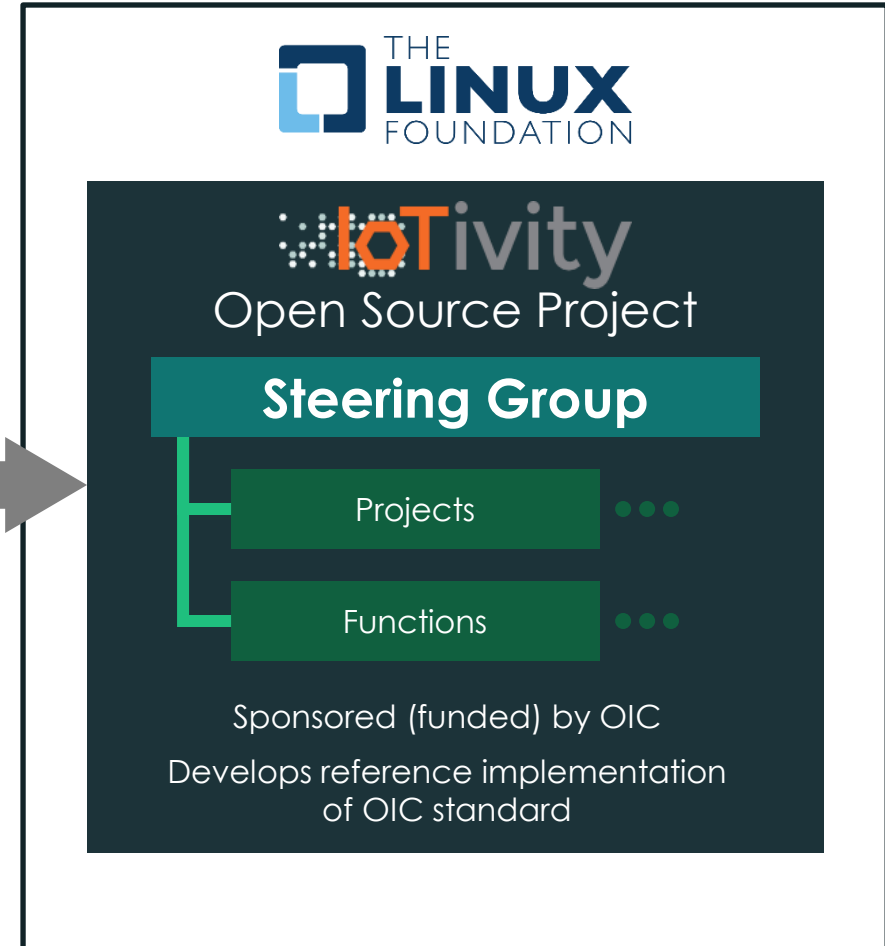 THE
LINUX
FOUNDATION
IoTivity
Open Source Project
Steering Group
Projects
Functions
Sponsored (funded) by OIC
Develops reference implementation
of OIC standard